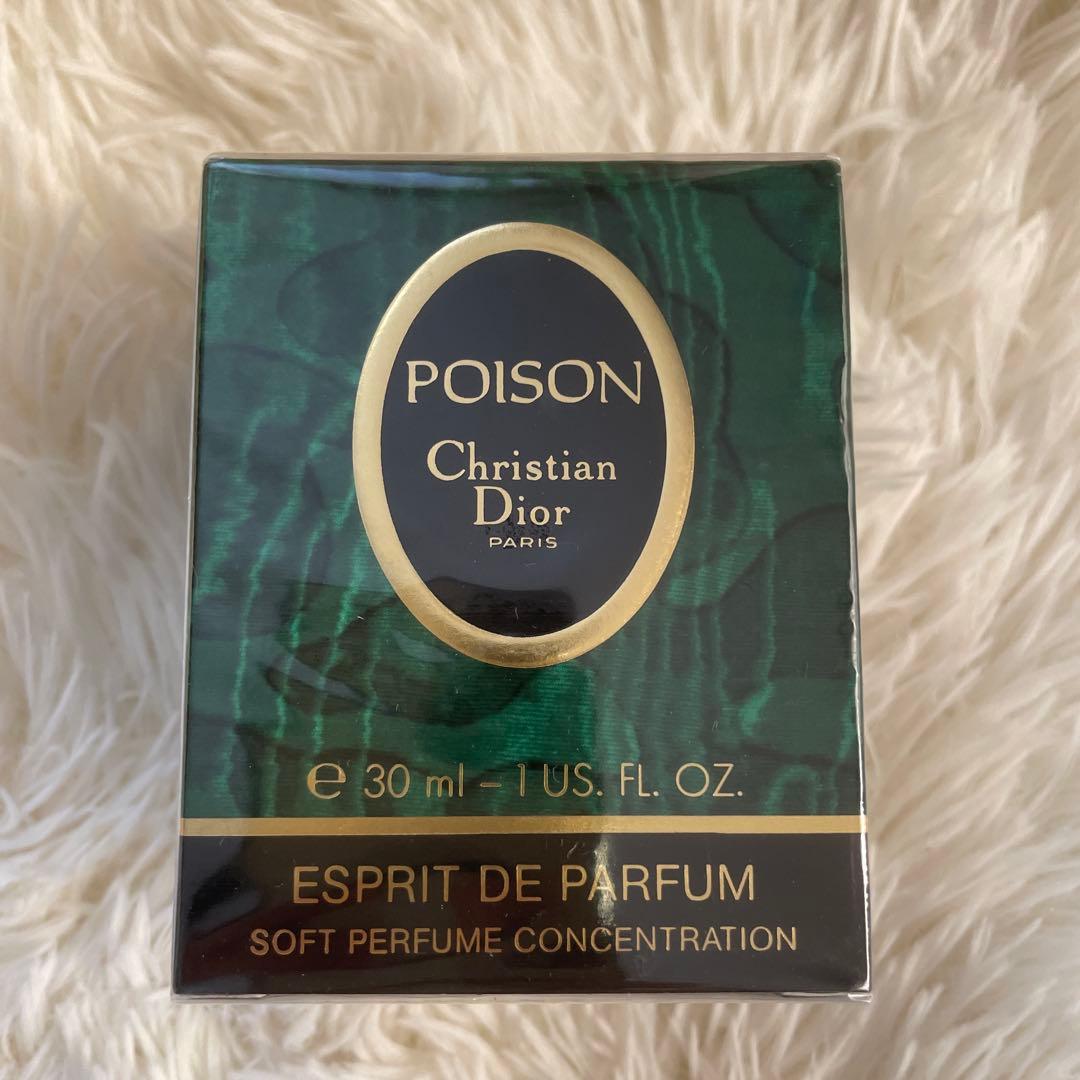 POISON
Christian
Dior
PARIS
℮ 30 ml – 1 US. FL. OZ.
ESPRIT DE PARFUM
SOFT PERFUME CONCENTRATION